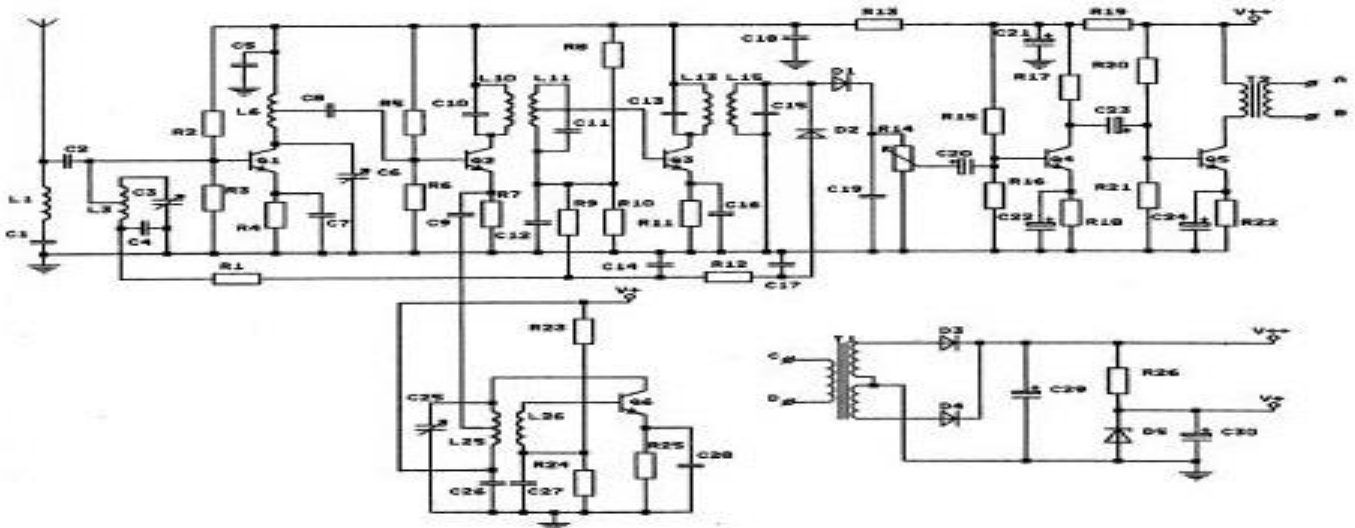 R13
R19
V++
C5
R8
C18
C21
R20
L10
L11
L13
L15
D1
R17
T2
A
L6
C8
R5
C10
C13
C15
C23
B
R2
C11
D2
R14
R15
C2
Q1
Q2
Q3
C20
Q4
Q5
C3
C6
R3
R6
R7
R16
R21
L1
L3
C19
C1
C4
R4
C7
C9
C12
R9
R10
R11
C16
C22
R18
C24
R22
R1
C14
R12
C17
V+
R23
T1
D3
V++
C
R26
D
C29
V+
C25
L26
Q6
D4
D5
C30
L25
R25
R24
C28
C26
C27